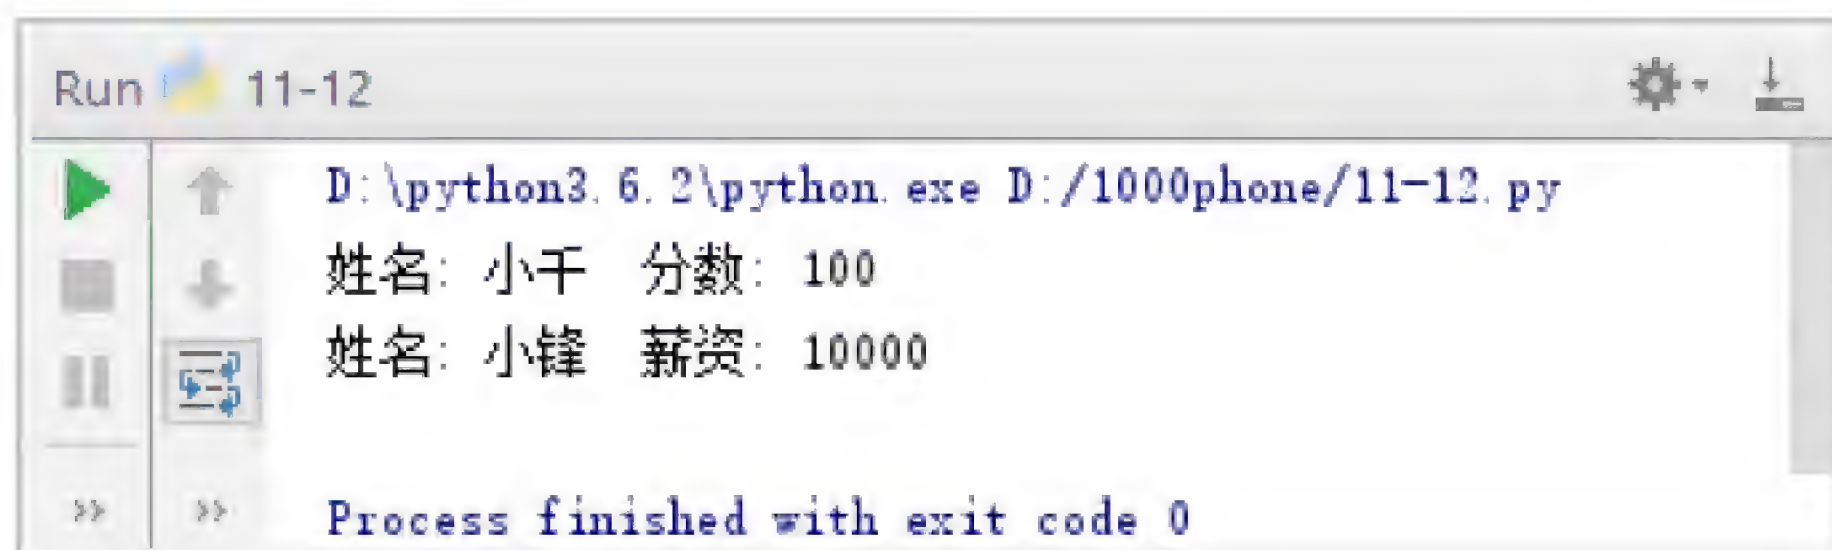 Run 11-12
D:\python3.6.2\python.exe D:/1000phone/11-12.py
姓名: 小千 分数: 100
姓名: 小锋 薪资: 10000
Process finished with exit code 0